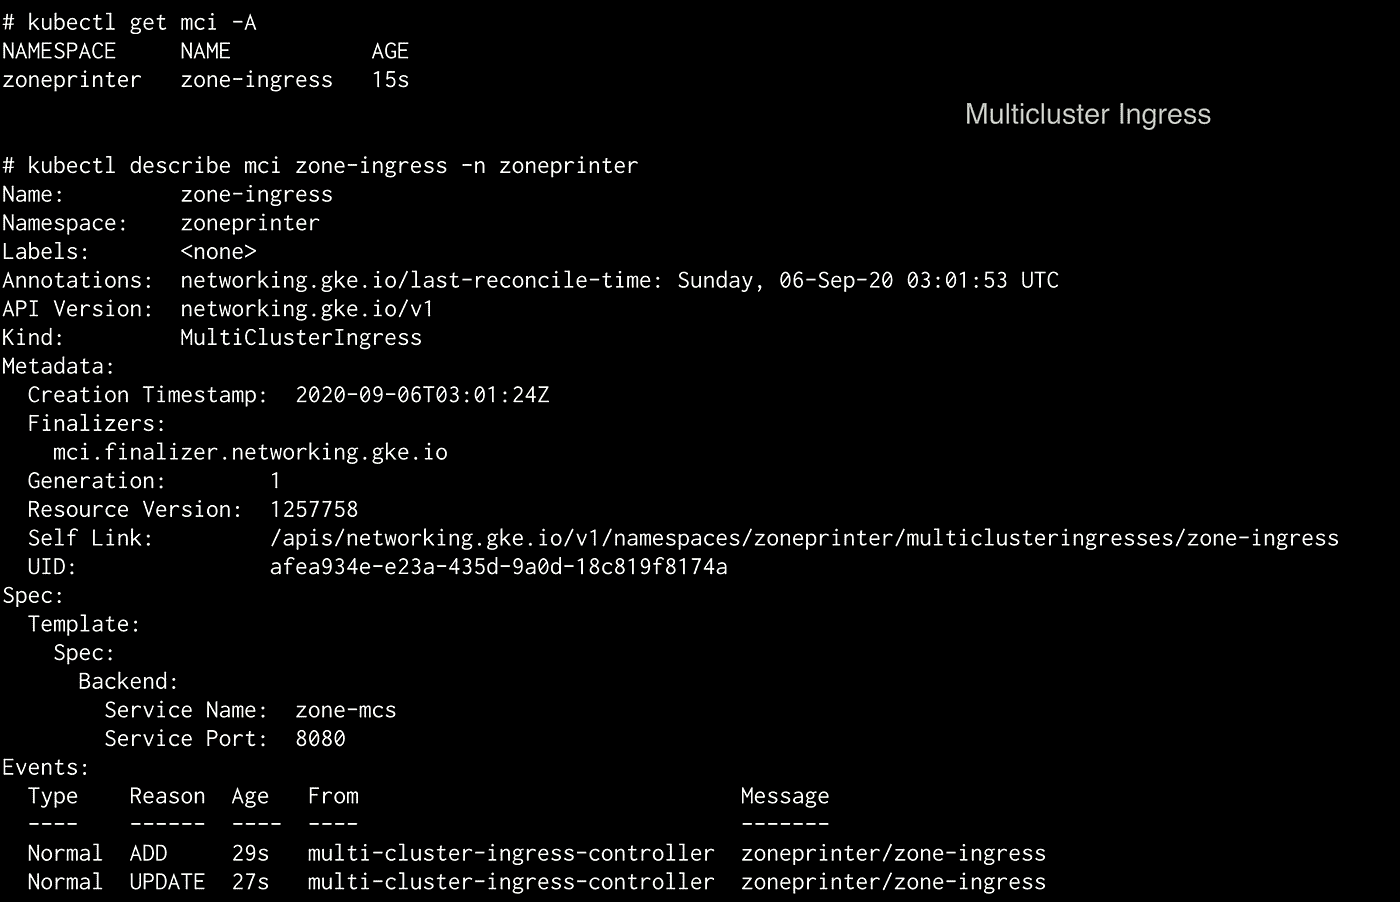 # kubectl get mci -A
NAMESPACE     NAME           AGE
zoneprinter   zone-ingress   15s
Multicluster Ingress
# kubectl describe mci zone-ingress -n zoneprinter
Name:         zone-ingress
Namespace:    zoneprinter
Labels:       <none>
Annotations:  networking.gke.io/last-reconcile-time: Sunday, 06-Sep-20 03:01:53 UTC
API Version:  networking.gke.io/v1
Kind:         MultiClusterIngress
Metadata:
  Creation Timestamp:  2020-09-06T03:01:24Z
  Finalizers:
    mci.finalizer.networking.gke.io
  Generation:        1
  Resource Version:  1257758
  Self Link:         /apis/networking.gke.io/v1/namespaces/zoneprinter/multiclusteringresses/zone-ingress
  UID:               afea934e-e23a-435d-9a0d-18c819f8174a
Spec:
  Template:
    Spec:
      Backend:
        Service Name:  zone-mcs
        Service Port:  8080
Events:
  Type    Reason  Age   From                              Message
  ----    ------  ----  ----                              -------
  Normal  ADD     29s   multi-cluster-ingress-controller  zoneprinter/zone-ingress
  Normal  UPDATE  27s   multi-cluster-ingress-controller  zoneprinter/zone-ingress